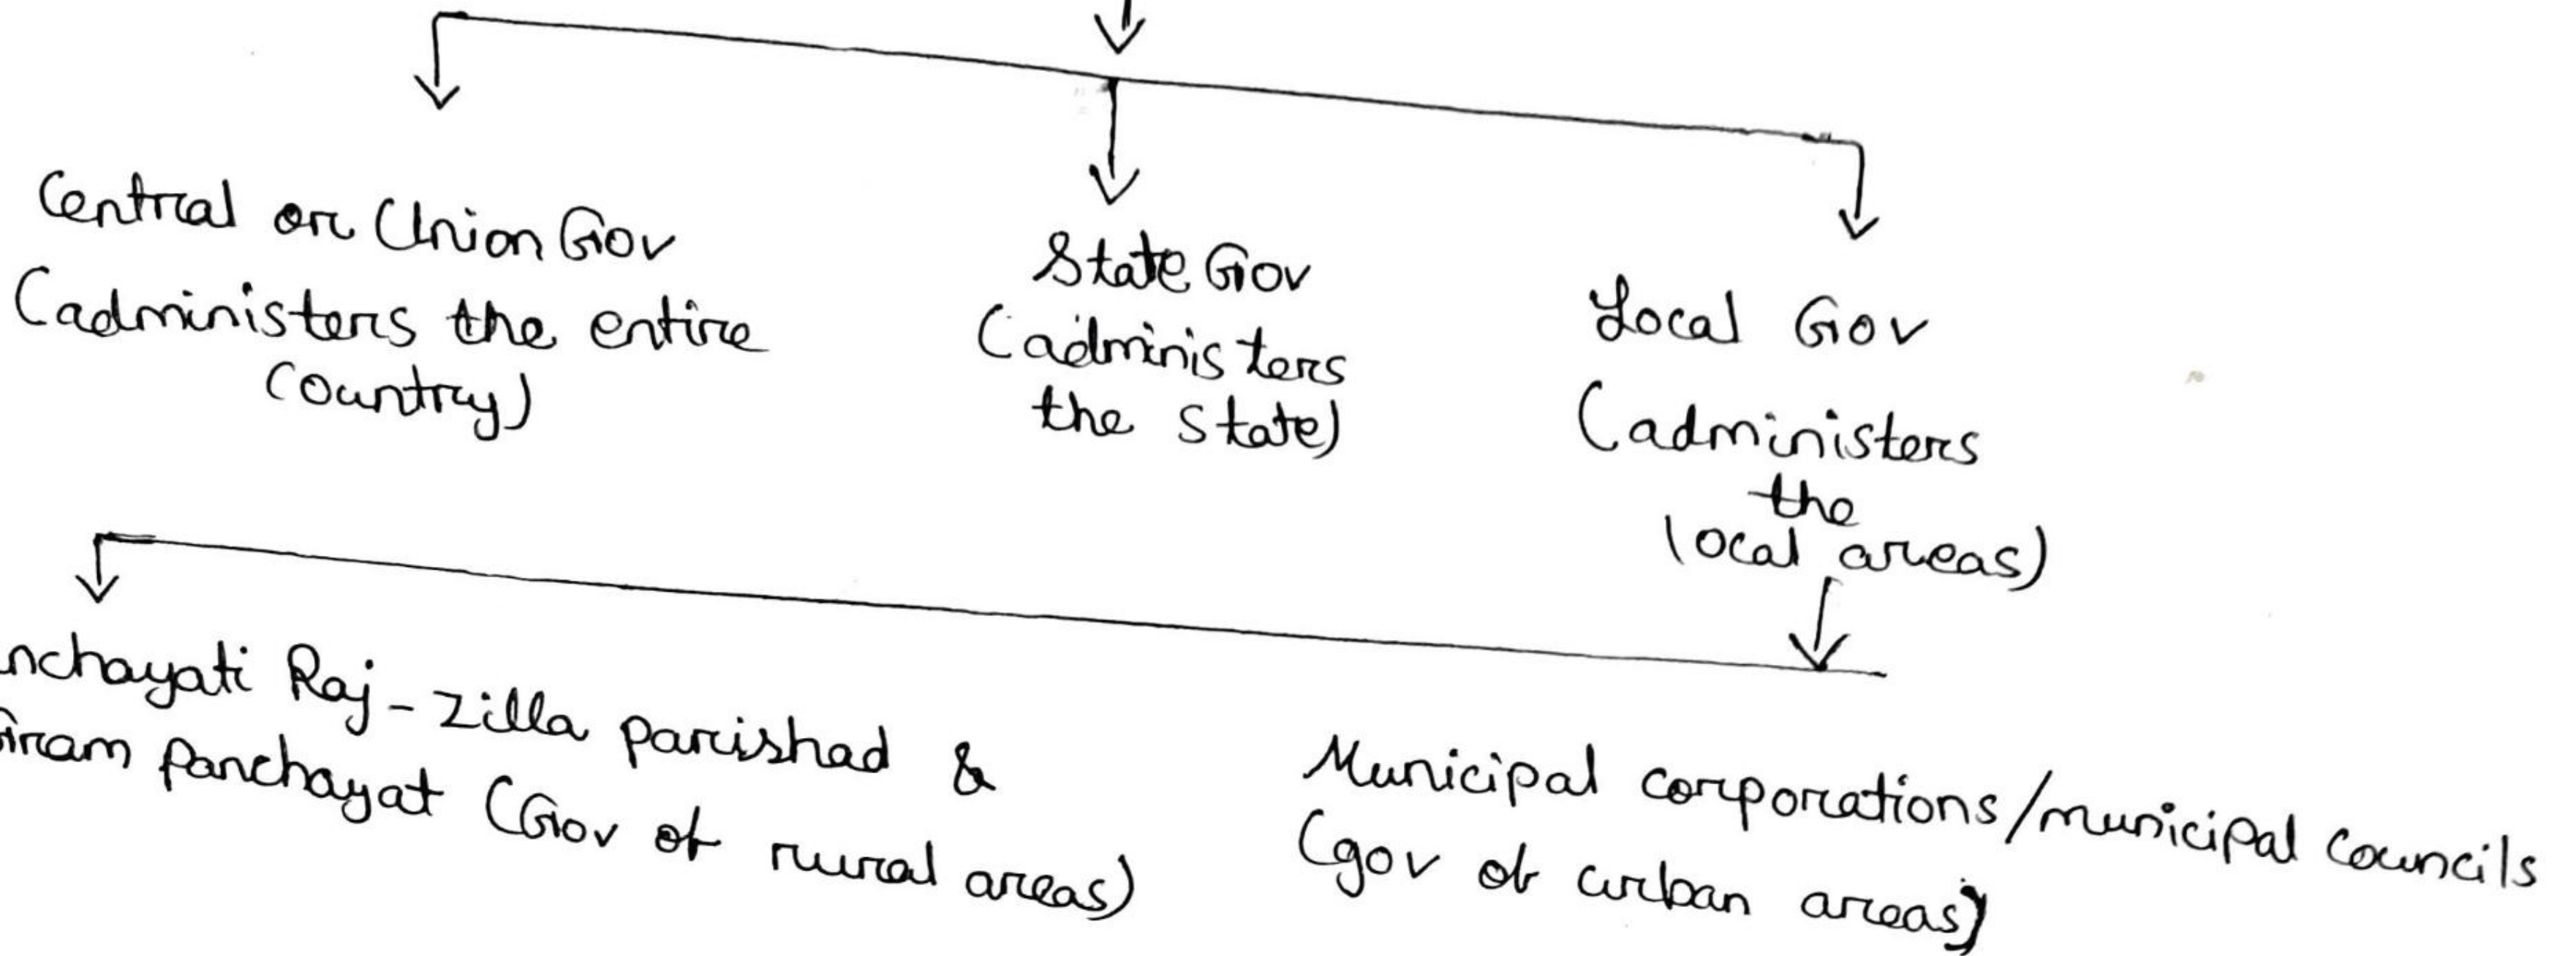 Central or Union Gov
(administers the entire
country)
State Gov
(administers
the state)
Local Gov
(administers
the
local areas)
nchayati Raj - Zilla parishad &
Gram Panchayat (Gov of rural areas)
Municipal corporations/municipal councils
(gov of urban areas)